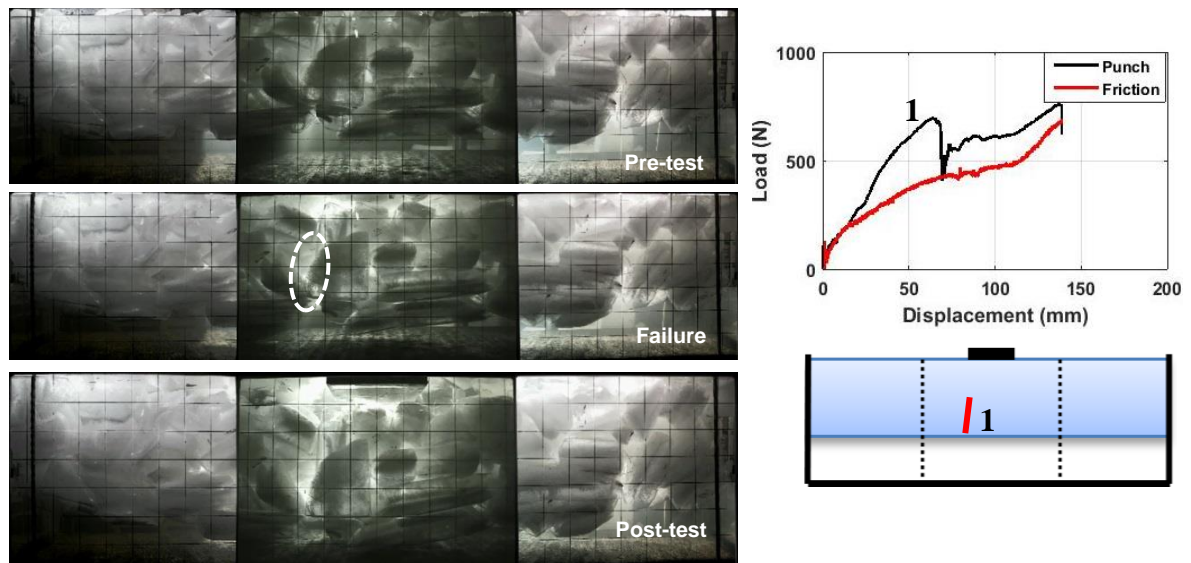 Pre-test
Failure
Post-test
1000
500
0
Load (N)
1
Punch
Friction
0
50
100
150
200
Displacement (mm)
1